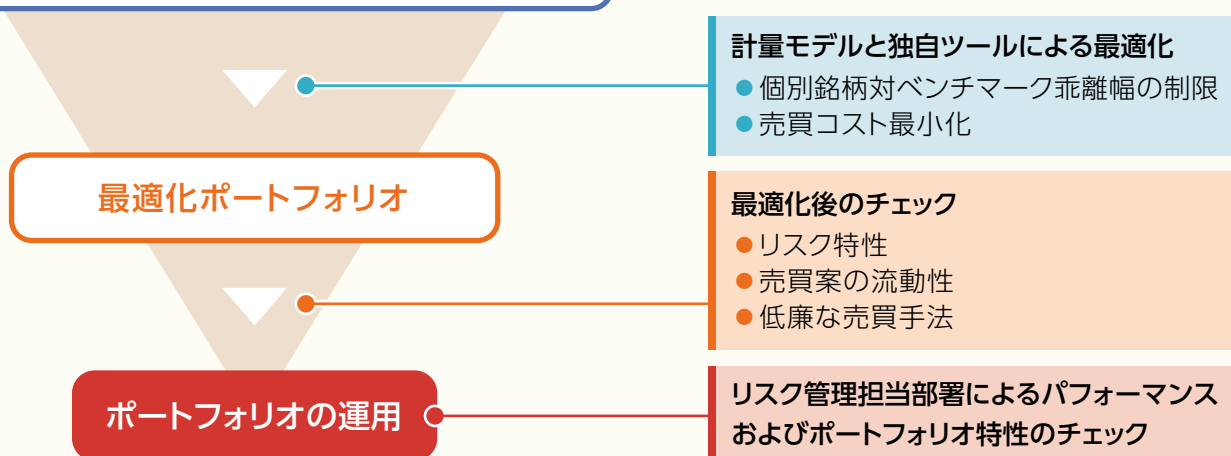 計量モデルと独自ツールによる最適化
●個別銘柄対ベンチマーク乖離幅の制限
●売買コスト最小化
最適化ポートフォリオ
最適化後のチェック
●リスク特性
●売買案の流動性
●低廉な売買手法
ポートフォリオの運用
リスク管理担当部署によるパフォーマンス
およびポートフォリオ特性のチェック